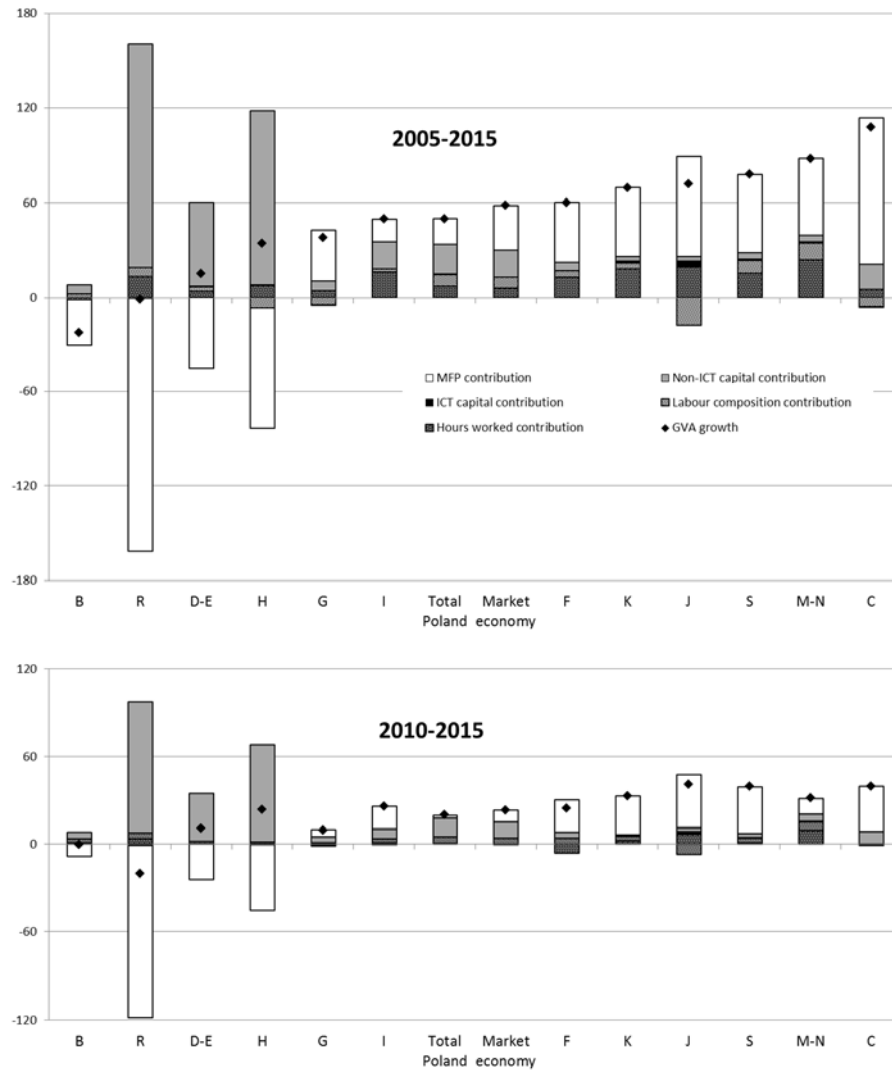 180
120
2005-2015
60
0
MFP contribution Non-ICT capital contribution
ICT capital contribution Labour composition contribution
Hours worked contribution GVA growth
-60
-120
-180
B R D-E H G I Total Market F K J S M-N C
Poland economy
120
2010-2015
60
0
-60
-120
B R D-E H G I Total Market F K J S M-N C
Poland economy